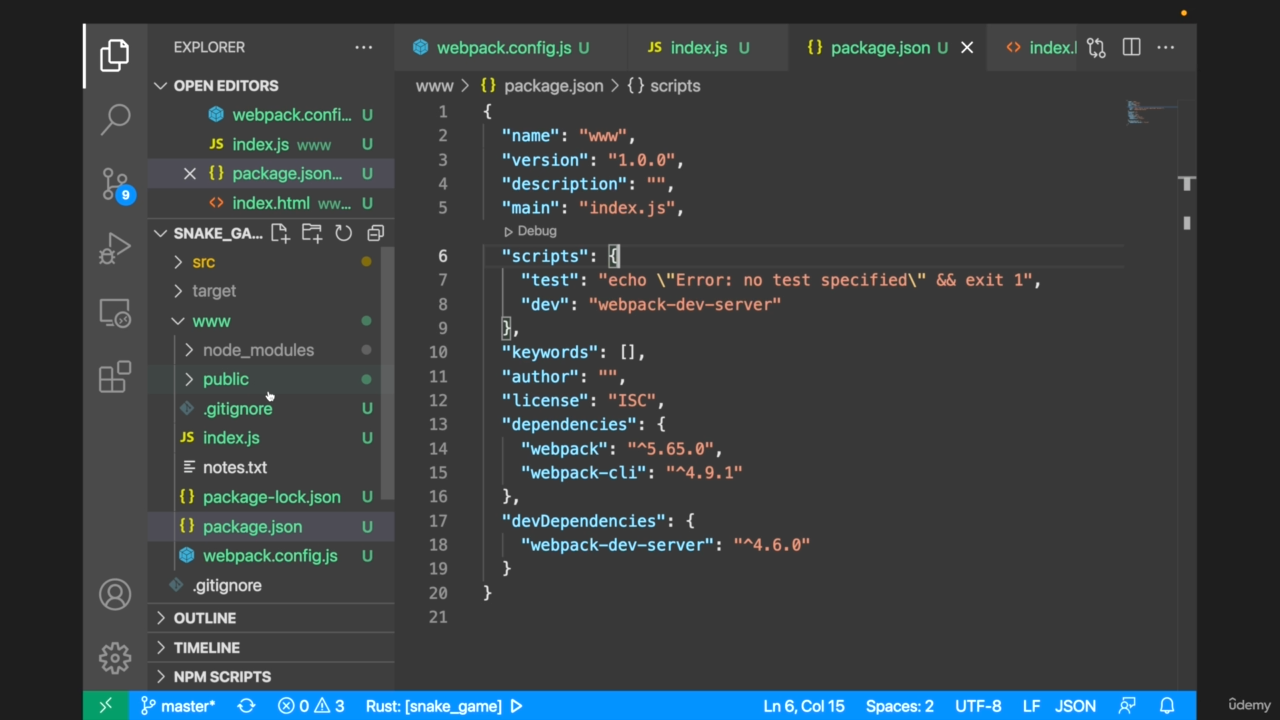 EXPLORER
OPEN EDITORS
webpack.confi... U
JS index.js www U
{} package.json... U
<> index.html ww... U
SNAKE_GA...
src
target
www
node_modules
public
.gitignore U
JS index.js U
notes.txt
{} package-lock.json U
{} package.json U
webpack.config.js U
.gitignore
OUTLINE
TIMELINE
NPM SCRIPTS
9
webpack.config.js U
JS index.js U
{} package.json U
<> index.l
www > {} package.json > {} scripts
1 {
2 "name": "www",
3 "version": "1.0.0",
4 "description": "",
5 "main": "index.js",
Debug
6 "scripts": {
7 "test": "echo \"Error: no test specified\" && exit 1",
8 "dev": "webpack-dev-server"
9 },
10 "keywords": [],
11 "author": "",
12 "license": "ISC",
13 "dependencies": {
14 "webpack": "^5.65.0",
15 "webpack-cli": "^4.9.1"
16 },
17 "devDependencies": {
18 "webpack-dev-server": "^4.6.0"
19 }
20 }
21
master* 0 3 Rust: [snake_game] Ln 6, Col 15 Spaces: 2 UTF-8 LF JSON
ûdemy